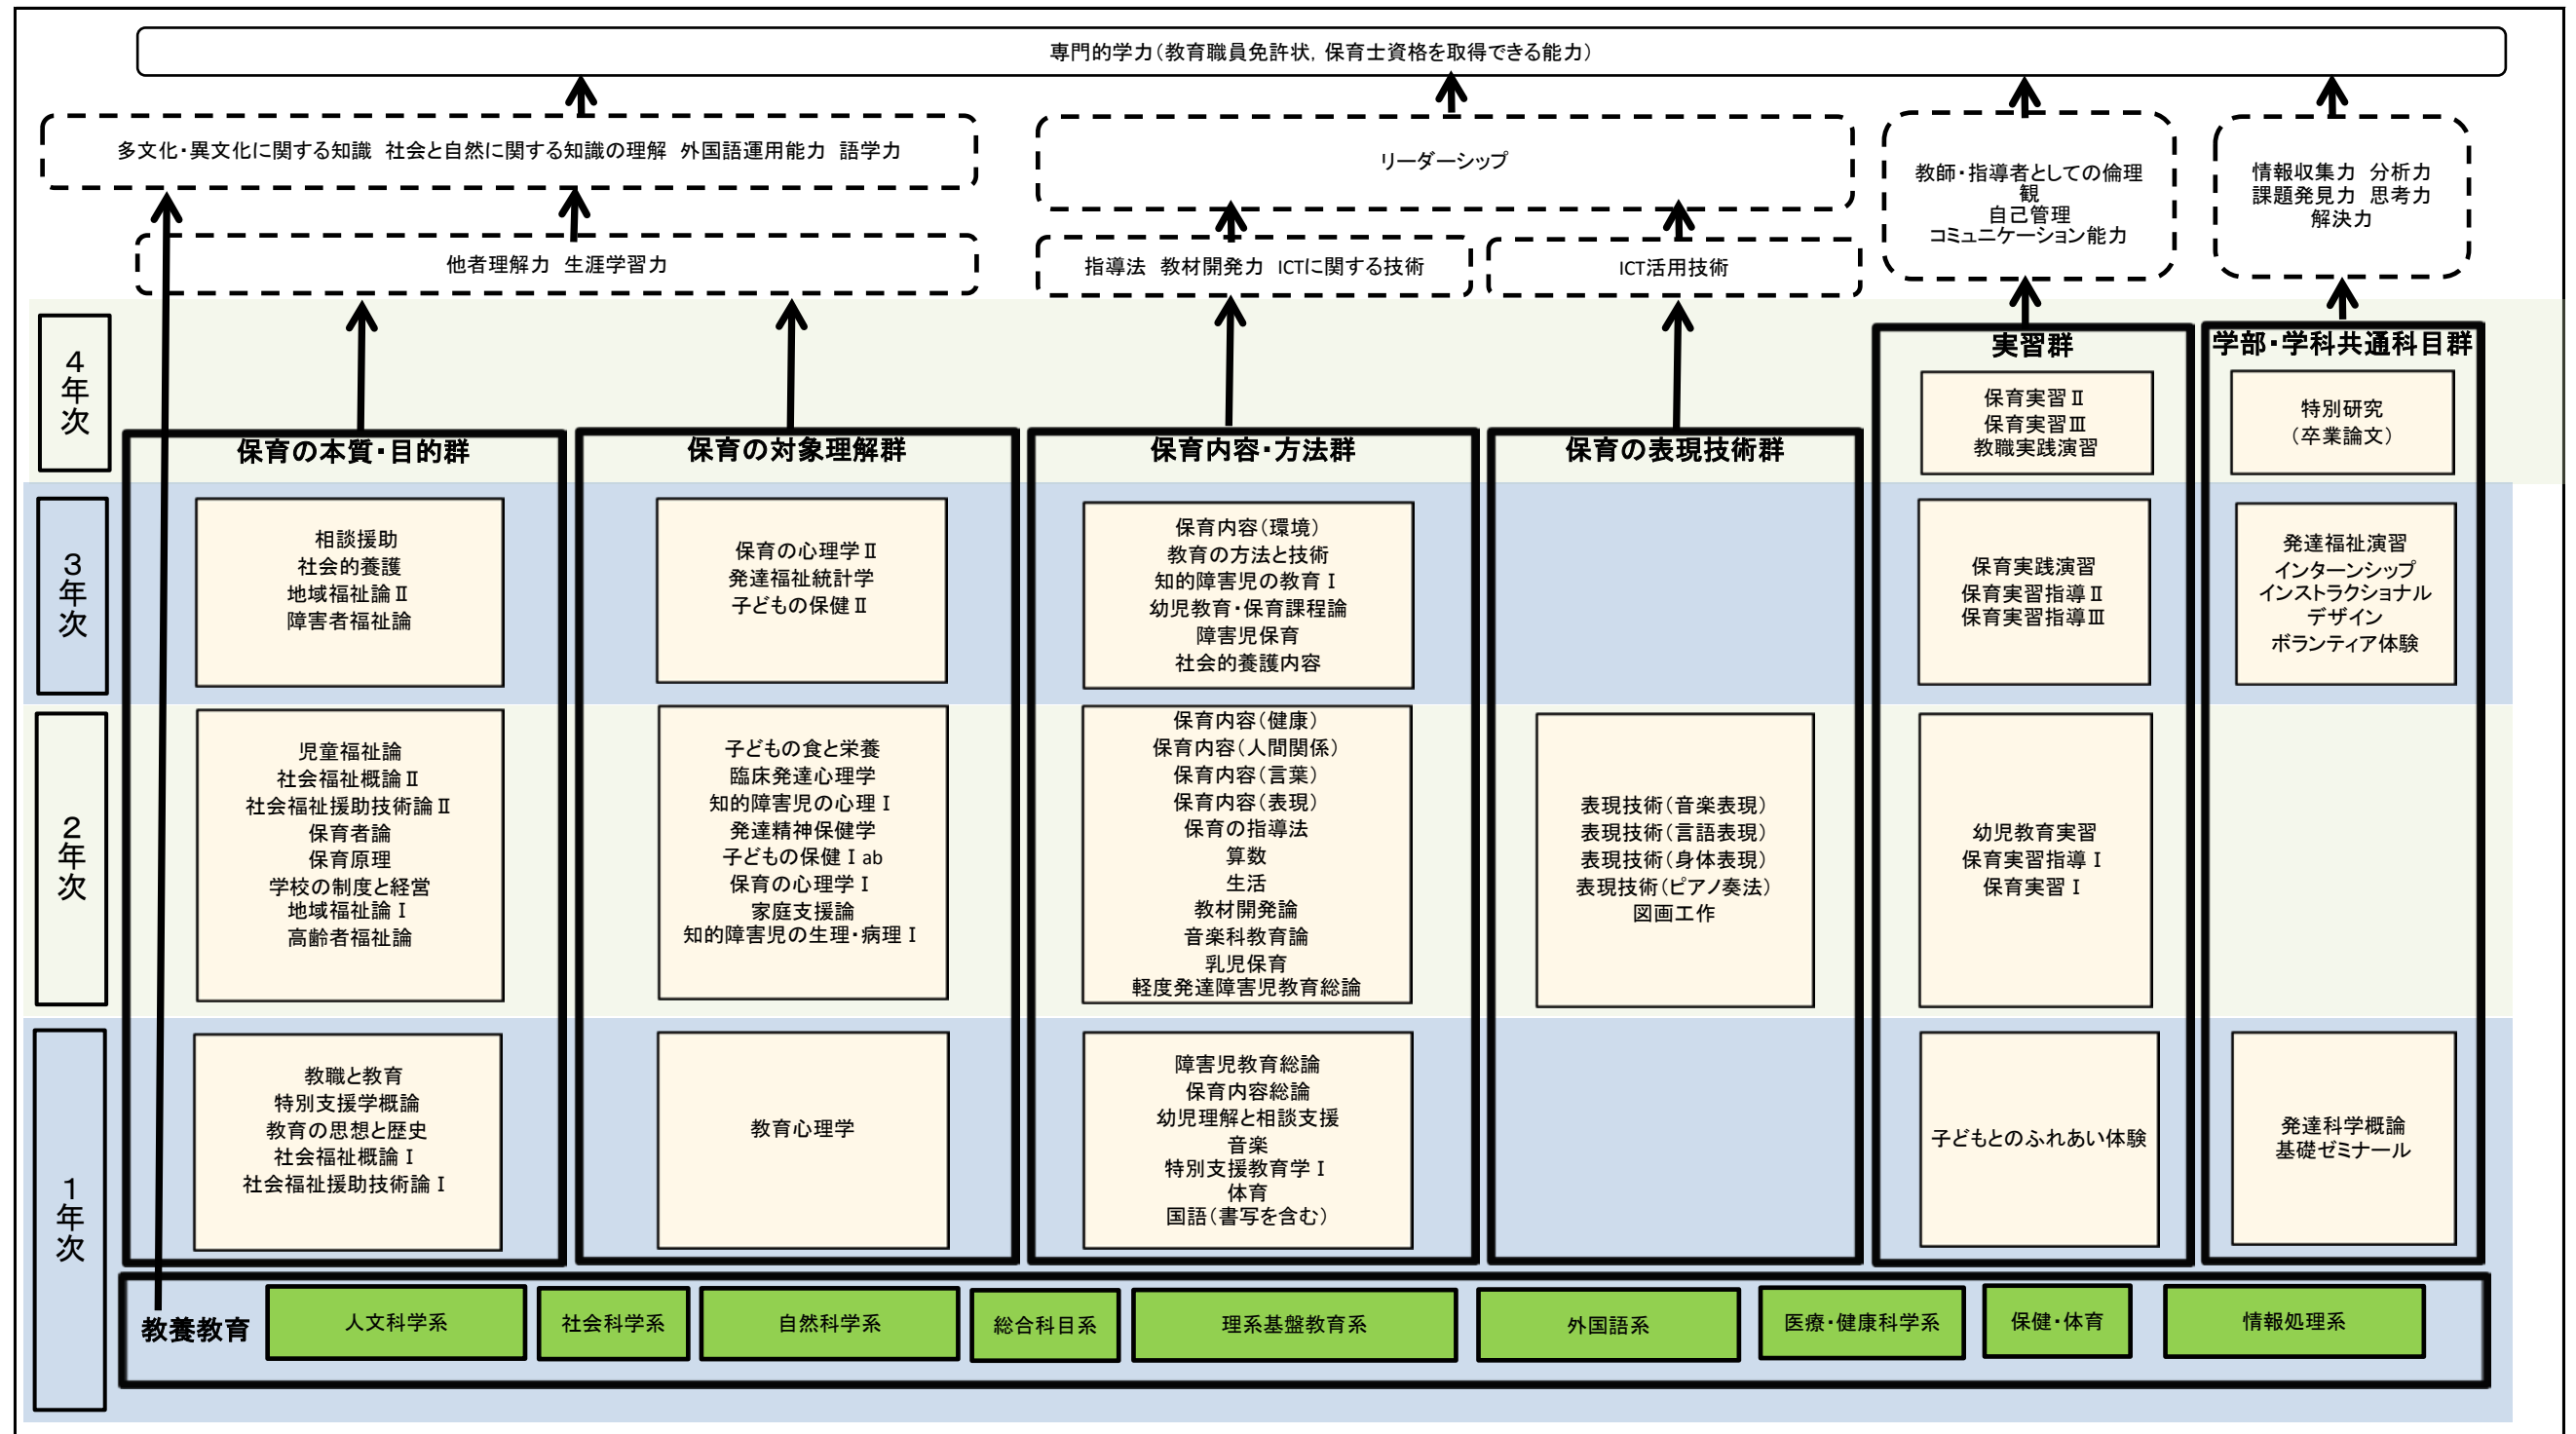 専門的学力(教育職員免許状, 保育士資格を取得できる能力)
多文化・異文化に関する知識 社会と自然に関する知識の理解 外国語運用能力 語学力
リーダーシップ
教師・指導者としての倫理
観
自己管理
コミュニケーション能力
情報収集力 分析力
課題発見力 思考力
解決力
他者理解力 生涯学習力
指導法 教材開発力 ICTに関する技術
ICT活用技術
4年次
保育の本質・目的群
保育の対象理解群
保育内容・方法群
保育の表現技術群
実習群
保育実習Ⅱ
保育実習Ⅲ
教職実践演習
学部・学科共通科目群
特別研究
(卒業論文)
3年次
相談援助
社会的養護
地域福祉論Ⅱ
障害者福祉論
保育の心理学Ⅱ
発達福祉統計学
子どもの保健Ⅱ
保育内容(環境)
教育の方法と技術
知的障害児の教育Ⅰ
幼児教育・保育課程論
障害児保育
社会的養護内容
保育実践演習
保育実習指導Ⅱ
保育実習指導Ⅲ
発達福祉演習
インターンシップ
インストラクショナル
デザイン
ボランティア体験
2年次
児童福祉論
社会福祉概論Ⅱ
社会福祉援助技術論Ⅱ
保育者論
保育原理
学校の制度と経営
地域福祉論Ⅰ
高齢者福祉論
子どもの食と栄養
臨床発達心理学
知的障害児の心理Ⅰ
発達精神保健学
子どもの保健Ⅰab
保育の心理学Ⅰ
家庭支援論
知的障害児の生理・病理Ⅰ
保育内容(健康)
保育内容(人間関係)
保育内容(言葉)
保育内容(表現)
保育の指導法
算数
生活
教材開発論
音楽科教育論
乳児保育
軽度発達障害児教育総論
表現技術(音楽表現)
表現技術(言語表現)
表現技術(身体表現)
表現技術(ピアノ奏法)
図画工作
幼児教育実習
保育実習指導Ⅰ
保育実習Ⅰ
1年次
教職と教育
特別支援学概論
教育の思想と歴史
社会福祉概論Ⅰ
社会福祉援助技術論Ⅰ
教育心理学
障害児教育総論
保育内容総論
幼児理解と相談支援
音楽
特別支援教育学Ⅰ
体育
国語(書写を含む)
子どもとのふれあい体験
発達科学概論
基礎ゼミナール
教養教育
人文科学系
社会科学系
自然科学系
総合科目系
理系基盤教育系
外国語系
医療・健康科学系
保健・体育
情報処理系